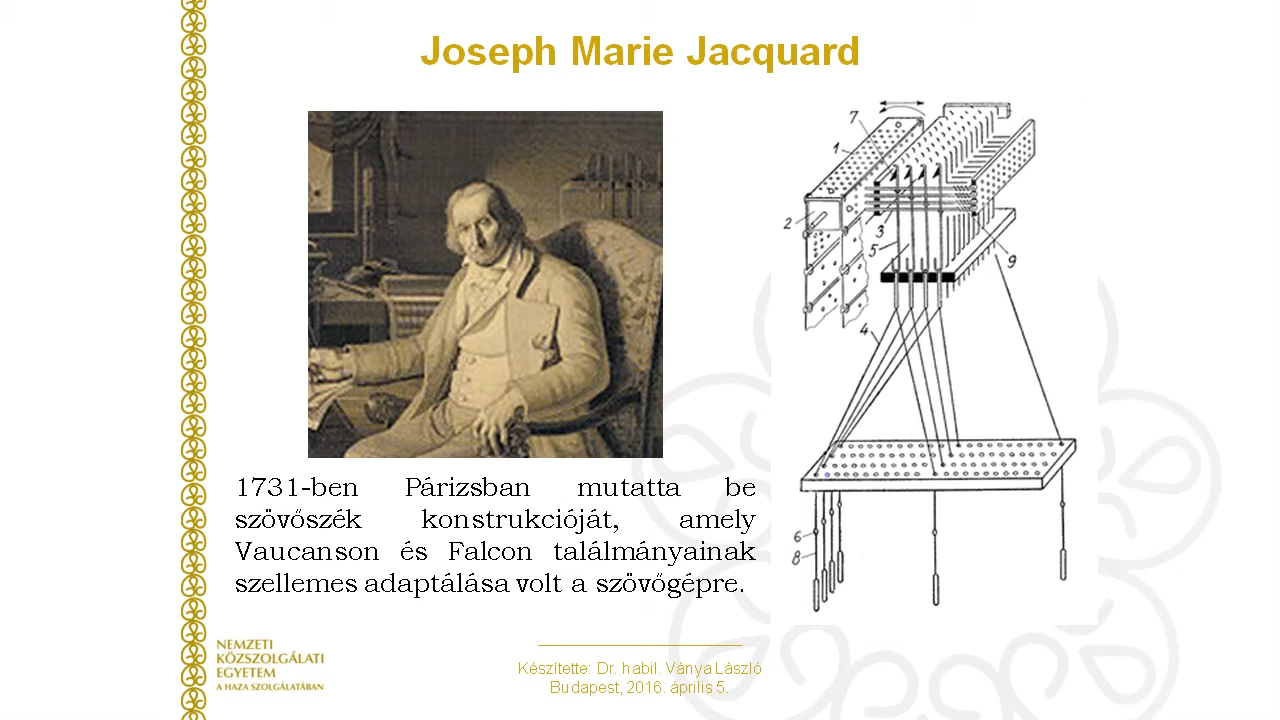 Joseph Marie Jacquard
1731-ben Párizsban mutatta be
szövőszék konstrukcióját, amely
Vaucanson és Falcon találmányainak
szellemes adaptálása volt a szövőgépre.
7
1
2
3
5
9
4
6
8
NEMZETI
KÖZSZOLGÁLATI
EGYETEM
A HAZA SZOLGÁLATÁBAN
Készítette: Dr. habil. Ványa László
Budapest, 2016. április 5.